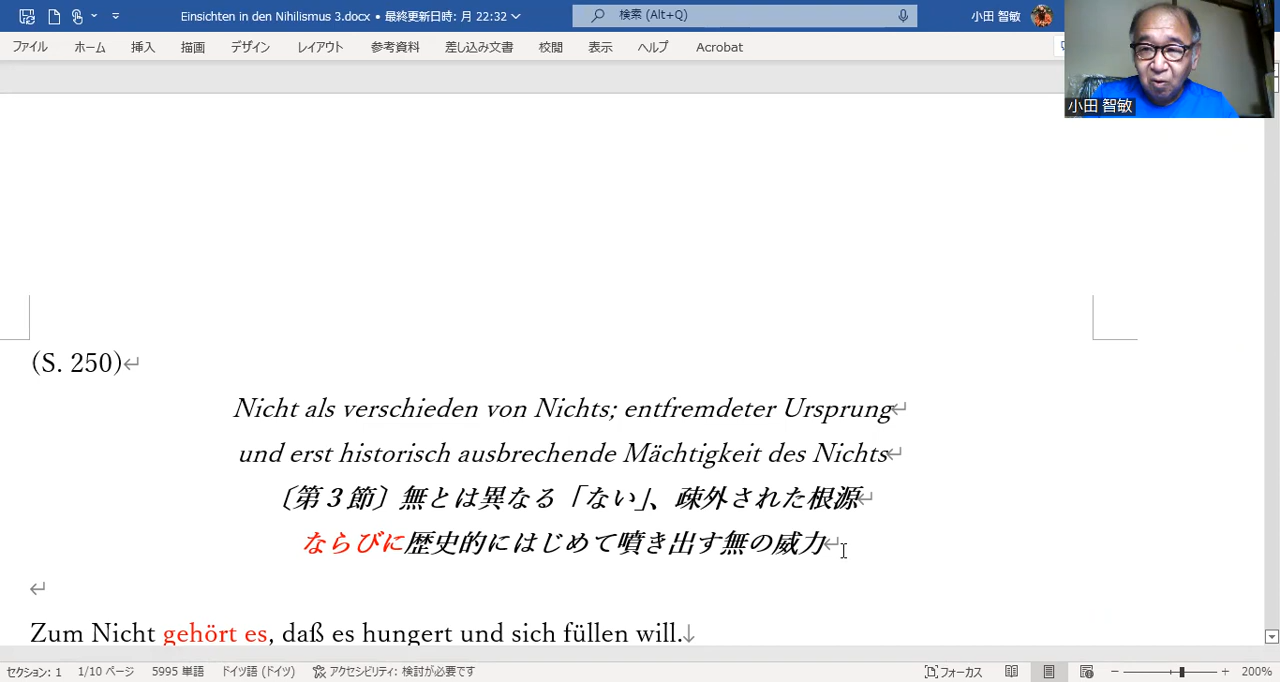 Einsichten in den Nihilismus 3.docx • 最終更新日時: 月 22:32
検索 (Alt+Q)
小田 智敏
ファイル ホーム 挿入 描画 デザイン レイアウト 参考資料 差し込み文書 校閲 表示 ヘルプ Acrobat
小田 智敏
(S. 250)
Nicht als verschieden von Nichts; entfremdeter Ursprung
und erst historisch ausbrechende Mächtigkeit des Nichts
〔第３節〕無とは異なる「ない」、疎外された根源
ならびに歴史的にはじめて噴き出す無の威力
Zum Nicht gehört es, daß es hungert und sich füllen will.
セクション: 1 1/10 ページ 5995 単語 ドイツ語 (ドイツ) アクセシビリティ: 検討が必要です フォーカス 200%